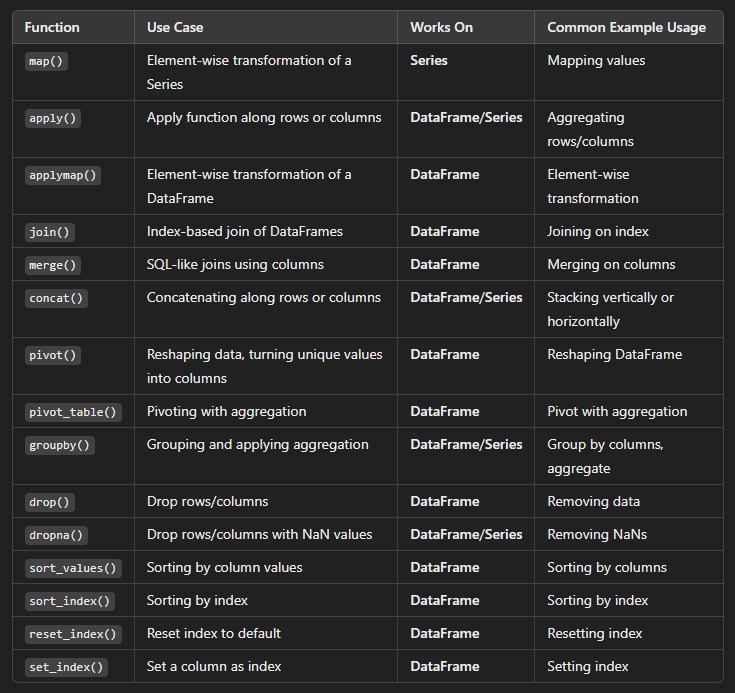 Function Use Case Works On Common Example Usage
map() Element-wise transformation of a Series Series Mapping values
apply() Apply function along rows or columns DataFrame/Series Aggregating rows/columns
applymap() Element-wise transformation of a DataFrame DataFrame Element-wise transformation
join() Index-based join of DataFrames DataFrame Joining on index
merge() SQL-like joins using columns DataFrame Merging on columns
concat() Concatenating along rows or columns DataFrame/Series Stacking vertically or horizontally
pivot() Reshaping data, turning unique values into columns DataFrame Reshaping DataFrame
pivot_table() Pivoting with aggregation DataFrame Pivot with aggregation
groupby() Grouping and applying aggregation DataFrame/Series Group by columns, aggregate
drop() Drop rows/columns DataFrame Removing data
dropna() Drop rows/columns with NaN values DataFrame/Series Removing NaNs
sort_values() Sorting by column values DataFrame Sorting by columns
sort_index() Sorting by index DataFrame Sorting by index
reset_index() Reset index to default DataFrame Resetting index
set_index() Set a column as index DataFrame Setting index